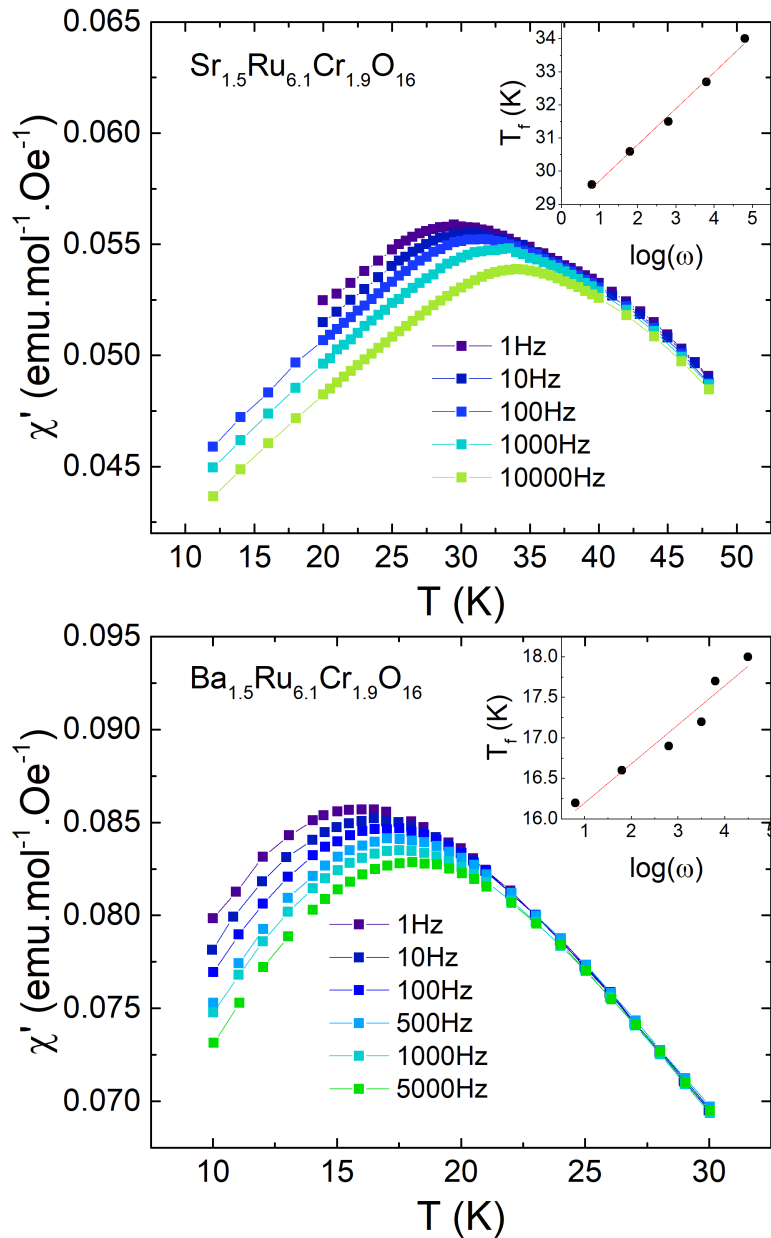 Sr1.5Ru6.1Cr1.9O16
χ' (emu.mol-1.Oe-1)
0.065
0.060
0.055
0.050
0.045
10 15 20 25 30 35 40 45 50
T (K)
1Hz
10Hz
100Hz
1000Hz
10000Hz
Tf (K)
34
33
32
31
30
29
0 1 2 3 4 5
log(ω)
Ba1.5Ru6.1Cr1.9O16
χ' (emu.mol-1.Oe-1)
0.095
0.090
0.085
0.080
0.075
0.070
10 15 20 25 30
T (K)
1Hz
10Hz
100Hz
500Hz
1000Hz
5000Hz
Tf (K)
18.0
17.5
17.0
16.5
16.0
1 2 3 4 5
log(ω)